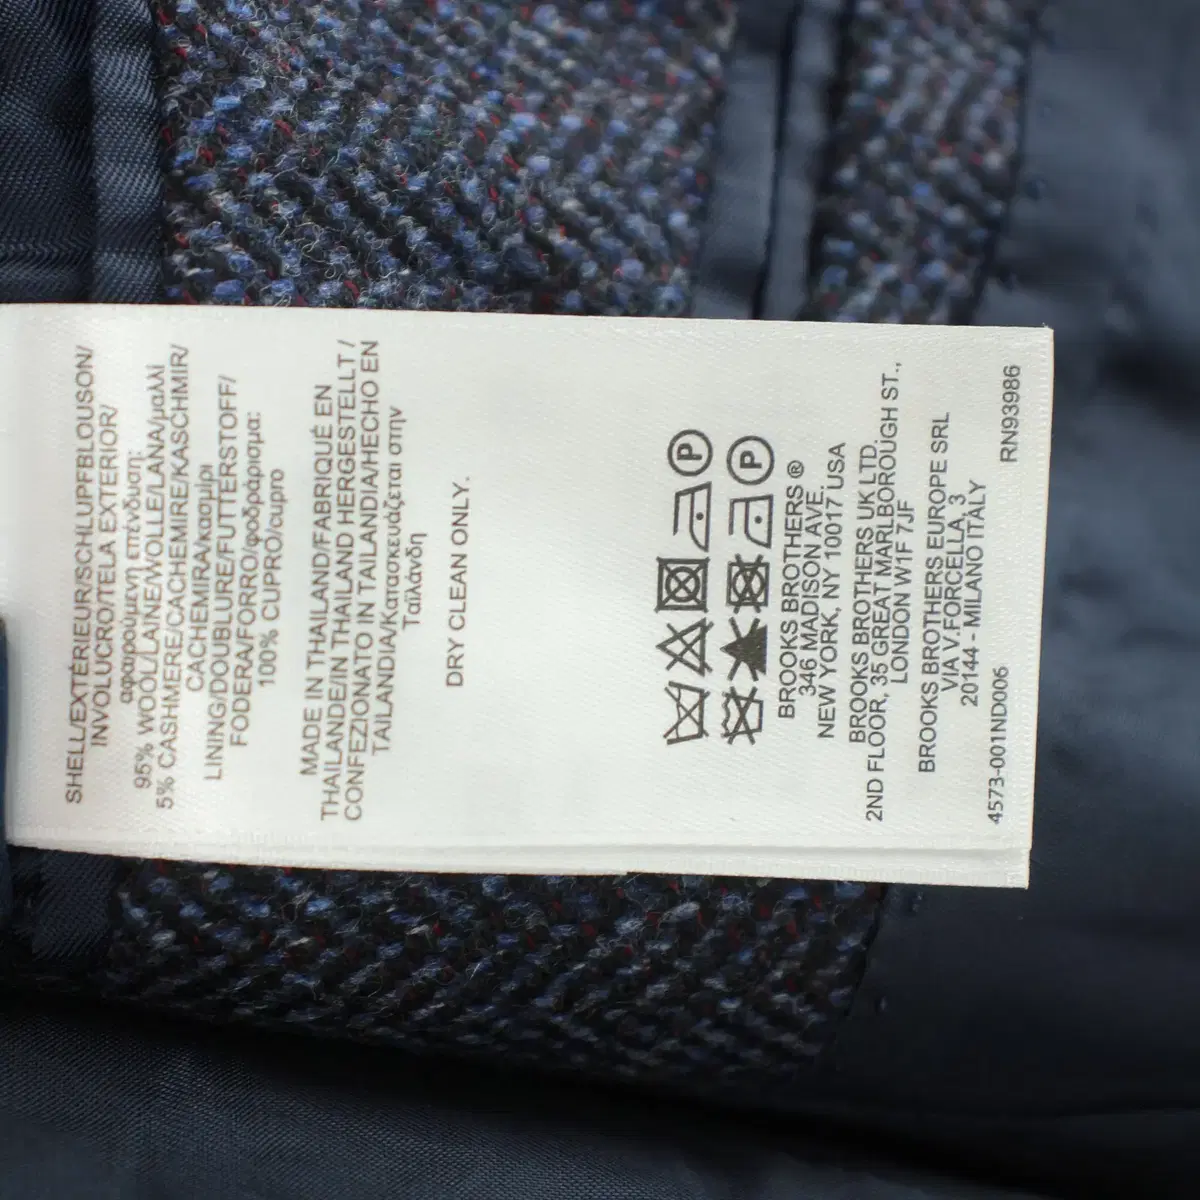 SHELL/EXTÉRIEUR/SCHLUPFBLOUSON/
INVOLUCRO/TELA EXTERIOR/
αφαιρούμενη επένδυση:
95% WOOL/LAINE/WOLLE/LANA/μαλλί
5% CASHMERE/CACHEMIRE/KASCHMIR/
CACHEMIRA/κασμίρι
LINING/DOUBLURE/FUTTERSTOFF/
FODERA/FORRO/φοδράρισμα:
100% CUPRO/cupro
MADE IN THAILAND/FABRIQUÉ EN
THAILANDE/IN THAILAND HERGESTELLT /
CONFEZIONATO IN TAILANDIA/HECHO EN
TAILANDIA/Κατασκευάζεται στην
Ταϊλάνδη
DRY CLEAN ONLY.
P
P
BROOKS BROTHERS ®
346 MADISON AVE.
NEW YORK, NY 10017 USA
BROOKS BROTHERS UK LTD.
2ND FLOOR, 35 GREAT MARLBOROUGH ST.,
LONDON W1F 7JF
BROOKS BROTHERS EUROPE SRL
VIA V.FORCELLA, 3
20144 - MILANO ITALY
4573-001ND006 RN93986